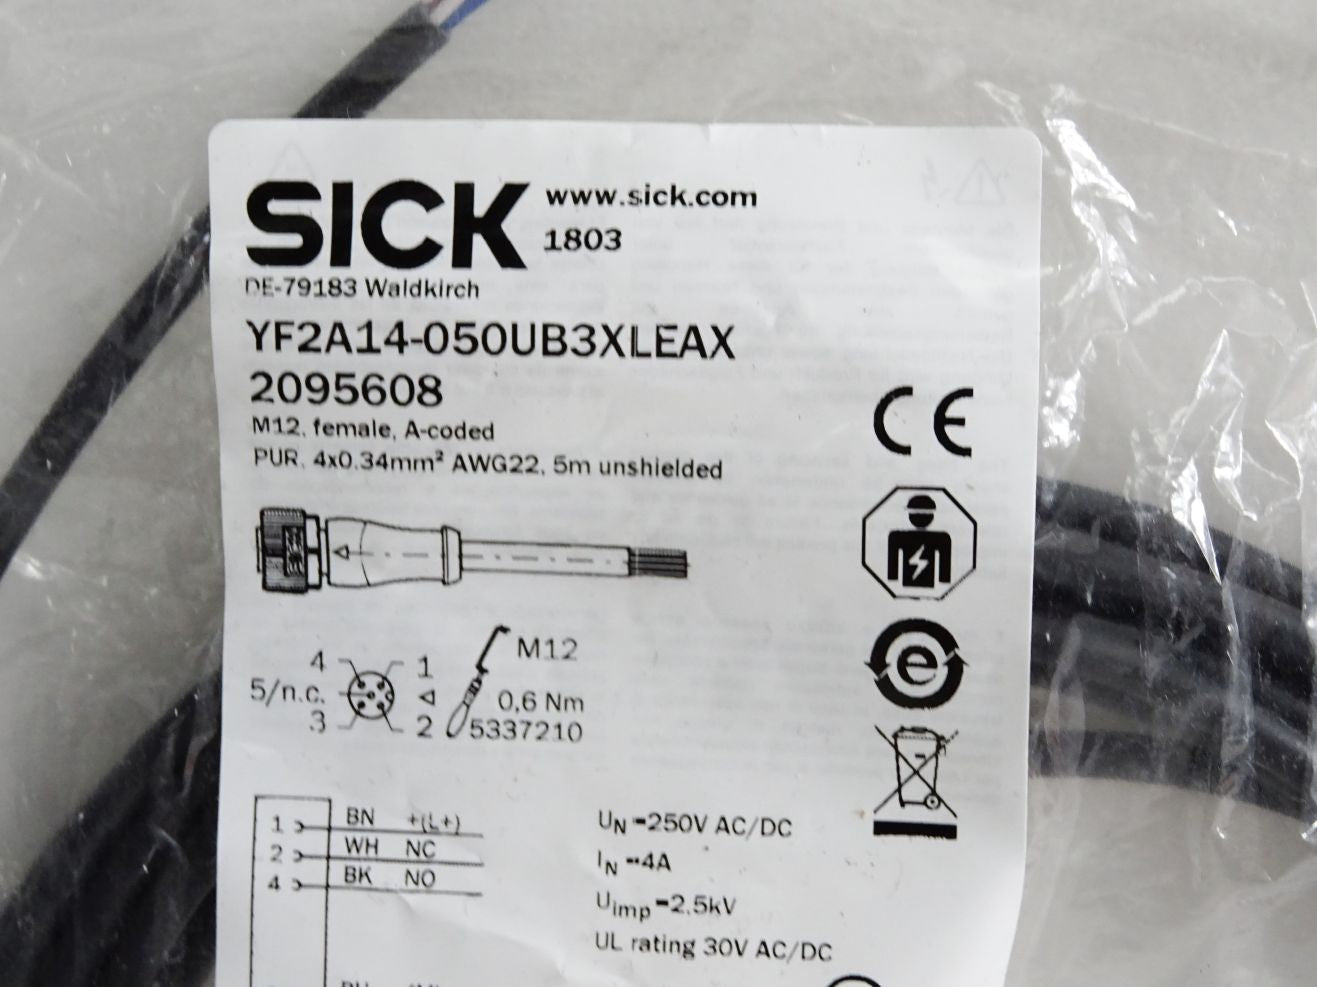 SICK www.sick.com
1803
DE-79183 Waldkirch
YF2A14-050UB3XLEAX
2095608
M12, female, A-coded
PUR, 4x0.34mm² AWG22, 5m unshielded
CE
4 1 M12
5/n.c. 0,6 Nm
3 2 5337210
1 BN +(L+)
2 WH NC
4 BK NO
UN=250V AC/DC
IN=4A
Uimp=2,5kV
UL rating 30V AC/DC